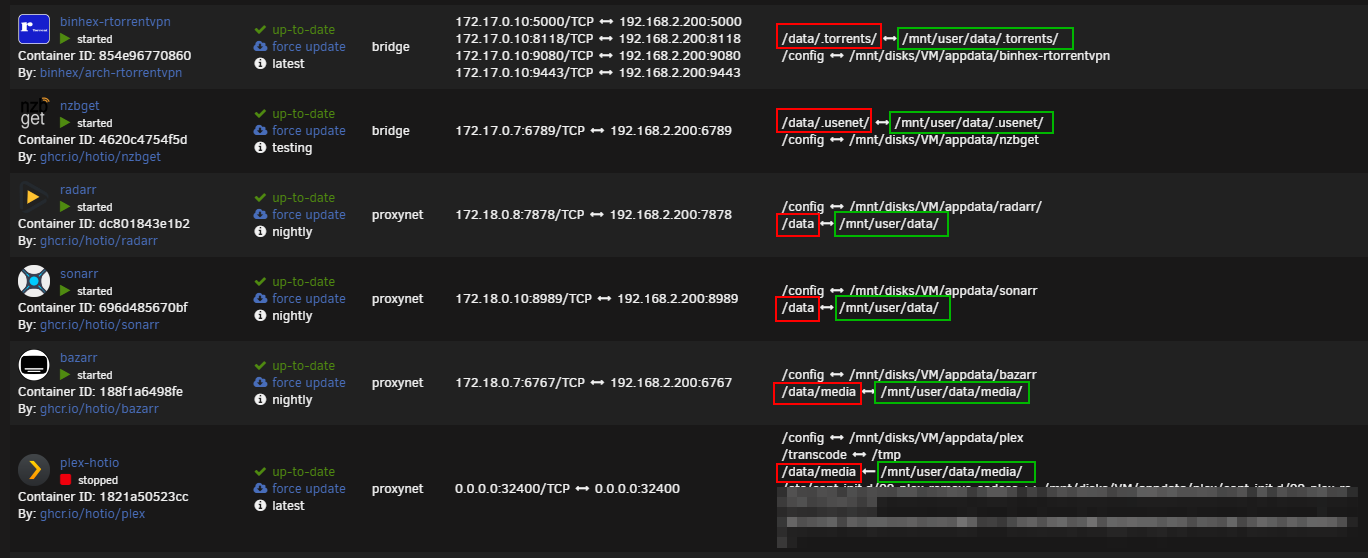 binhex-rtorrentvpn
started
Container ID: 854e96770860
By: binhex/arch-rtorrentvpn
up-to-date
force update
latest
bridge
172.17.0.10:5000/TCP ↔ 192.168.2.200:5000
172.17.0.10:8118/TCP ↔ 192.168.2.200:8118
172.17.0.10:9080/TCP ↔ 192.168.2.200:9080
172.17.0.10:9443/TCP ↔ 192.168.2.200:9443
/data/.torrents/ ↔ /mnt/user/data/.torrents/
/config ↔ /mnt/disks/VM/appdata/binhex-rtorrentvpn
nzb
get
nzbget
started
Container ID: 4620c4754f5d
By: ghcr.io/hotio/nzbget
up-to-date
force update
testing
bridge
172.17.0.7:6789/TCP ↔ 192.168.2.200:6789
/data/.usenet/ ↔ /mnt/user/data/.usenet/
/config ↔ /mnt/disks/VM/appdata/nzbget
radarr
started
Container ID: dc801843e1b2
By: ghcr.io/hotio/radarr
up-to-date
force update
nightly
proxynet
172.18.0.8:7878/TCP ↔ 192.168.2.200:7878
/config ↔ /mnt/disks/VM/appdata/radarr/
/data ↔ /mnt/user/data/
sonarr
started
Container ID: 696d485670bf
By: ghcr.io/hotio/sonarr
up-to-date
force update
nightly
proxynet
172.18.0.10:8989/TCP ↔ 192.168.2.200:8989
/config ↔ /mnt/disks/VM/appdata/sonarr
/data ↔ /mnt/user/data/
bazarr
started
Container ID: 188f1a6498fe
By: ghcr.io/hotio/bazarr
up-to-date
force update
nightly
proxynet
172.18.0.7:6767/TCP ↔ 192.168.2.200:6767
/config ↔ /mnt/disks/VM/appdata/bazarr
/data/media ↔ /mnt/user/data/media/
plex-hotio
stopped
Container ID: 1821a50523cc
By: ghcr.io/hotio/plex
up-to-date
force update
latest
proxynet
0.0.0.0:32400/TCP ↔ 0.0.0.0:32400
/config ↔ /mnt/disks/VM/appdata/plex
/transcode ↔ /tmp
/data/media ← /mnt/user/data/media/